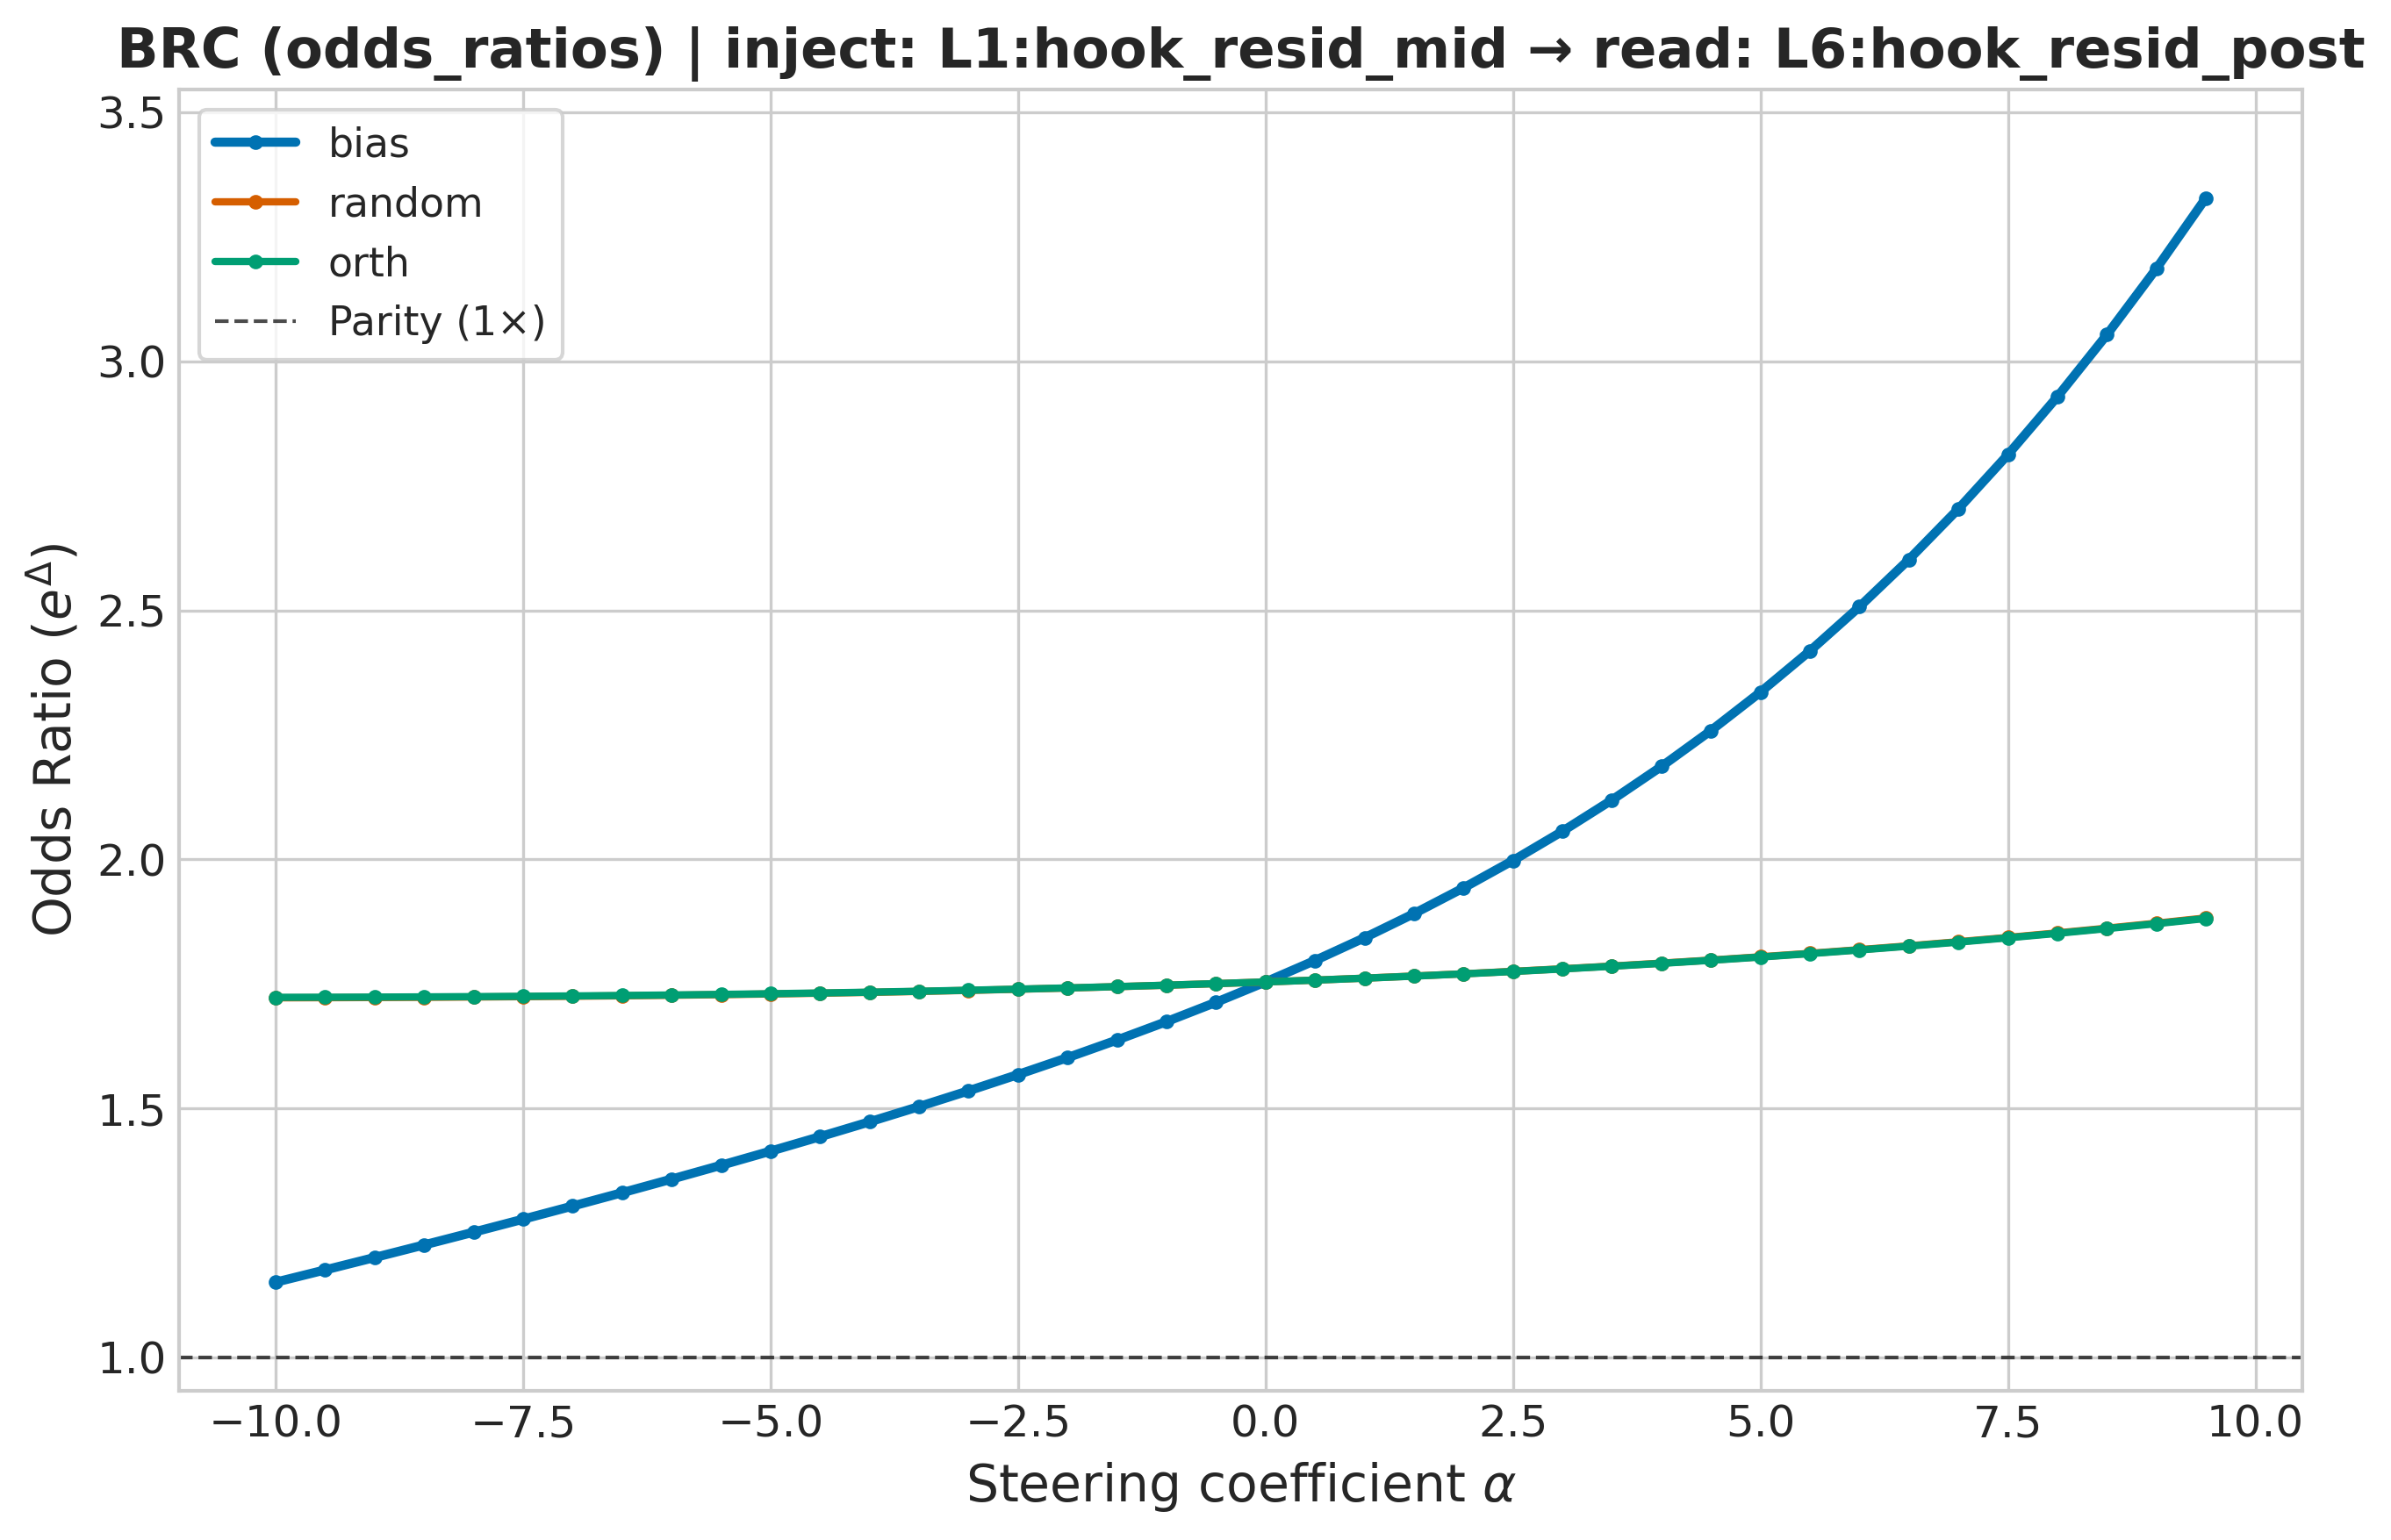 BRC (odds_ratios) | inject: L1:hook_resid_mid → read: L6:hook_resid_post
bias
random
orth
Parity (1×)
Odds Ratio (e^Δ)
3.5
3.0
2.5
2.0
1.5
1.0
−10.0 −7.5 −5.0 −2.5 0.0 2.5 5.0 7.5 10.0
Steering coefficient α